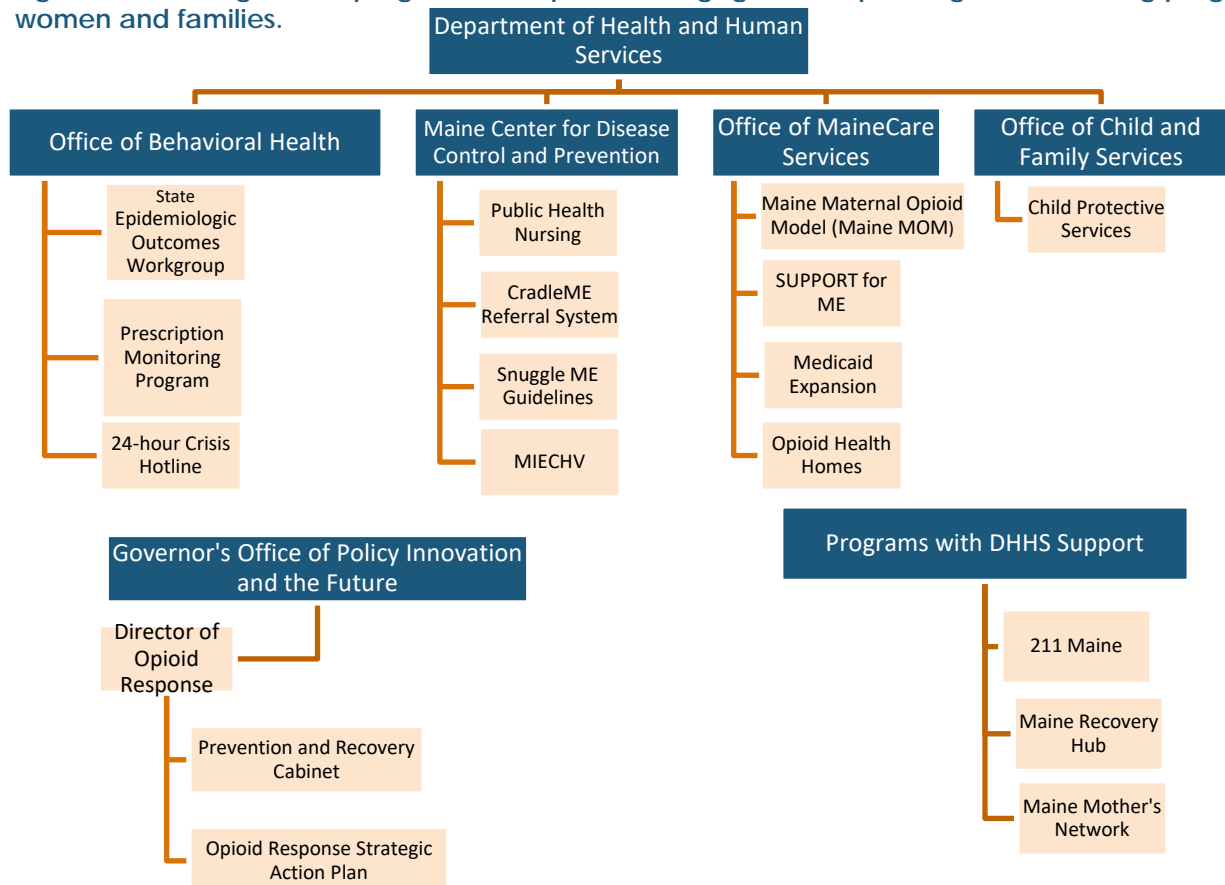 women and families.
Department of Health and Human
Services
Office of Behavioral Health
Maine Center for Disease
Control and Prevention
Office of MaineCare
Services
Office of Child and
Family Services
State
Epidemiologic
Outcomes
Workgroup
Prescription
Monitoring
Program
24-hour Crisis
Hotline
Public Health
Nursing
CradleME
Referral System
Snuggle ME
Guidelines
MIECHV
Maine Maternal Opioid
Model (Maine MOM)
SUPPORT for
ME
Medicaid
Expansion
Opioid Health
Homes
Child Protective
Services
Governor's Office of Policy Innovation
and the Future
Director of
Opioid
Response
Prevention and Recovery
Cabinet
Opioid Response Strategic
Action Plan
Programs with DHHS Support
211 Maine
Maine Recovery
Hub
Maine Mother's
Network